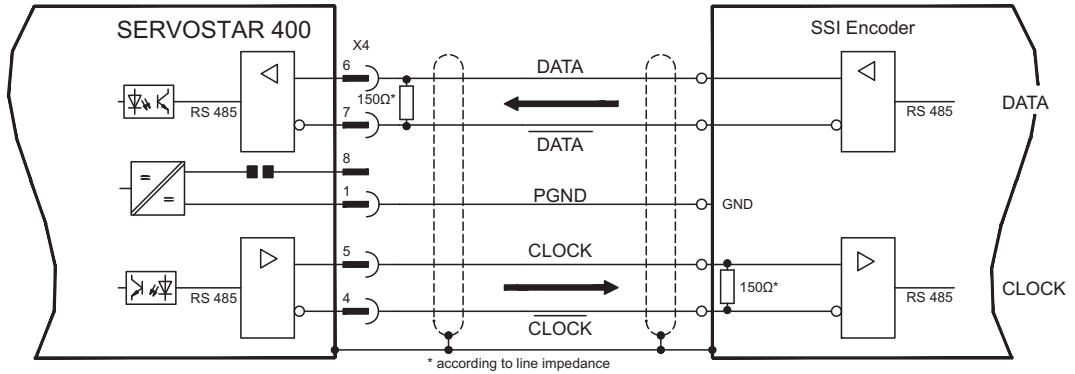 SERVOSTAR 400
X4
SSI Encoder
6
DATA
150Ω*
RS 485
RS 485
DATA
7
DATA
8
=
=
1
PGND
GND
5
CLOCK
150Ω*
RS 485
RS 485
CLOCK
4
CLOCK
* according to line impedance